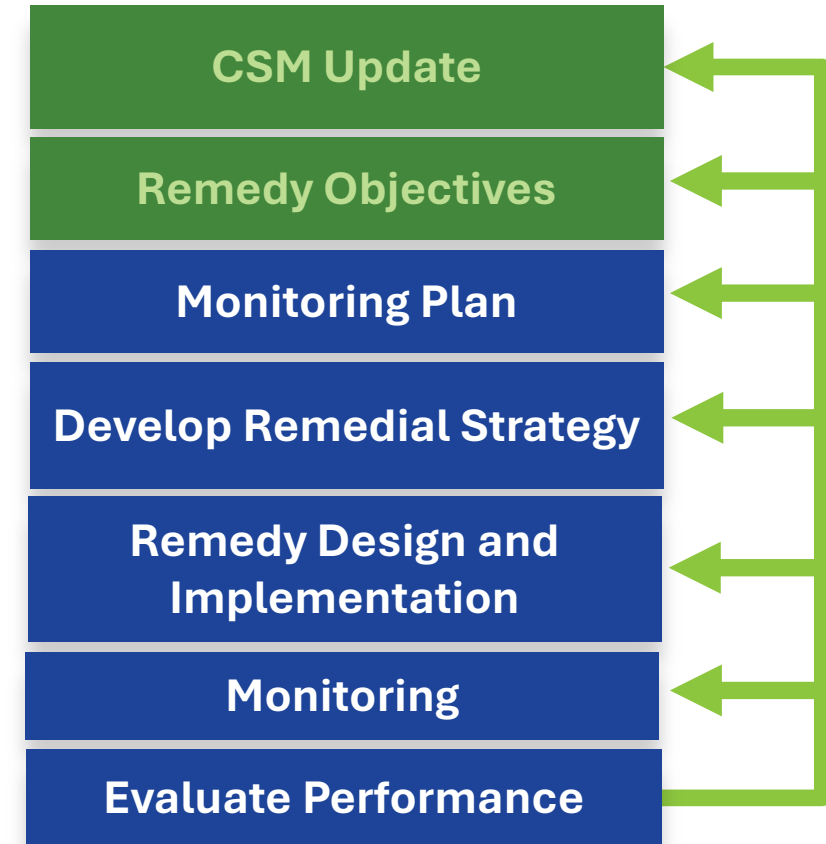 CSM Update
Remedy Objectives
Monitoring Plan
Develop Remedial Strategy
Remedy Design and
Implementation
Monitoring
Evaluate Performance